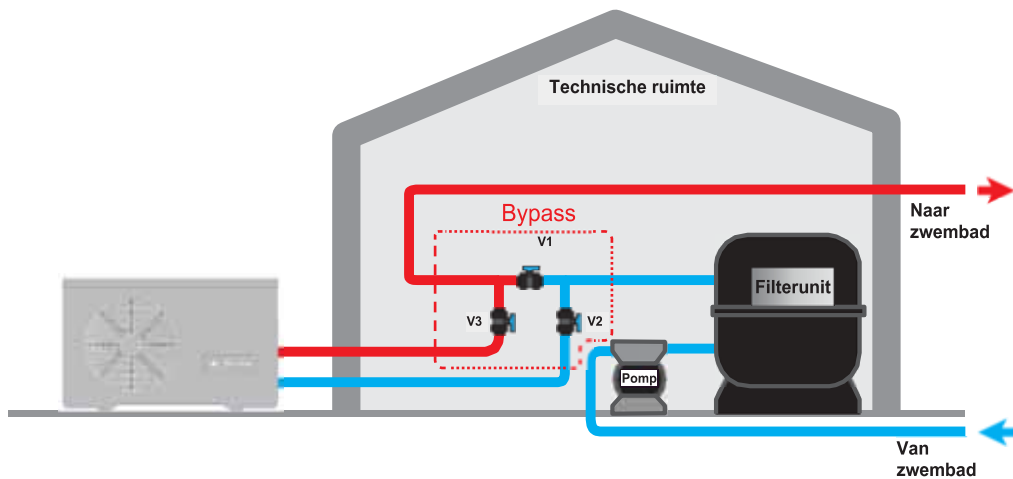 Technische ruimte
Bypass
V1
Naar
zwembad
Filterunit
V3
V2
Pomp
Van
zwembad